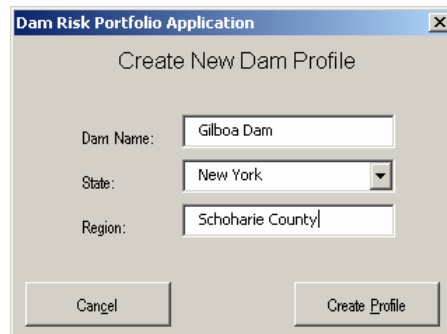 Dam Risk Portfolio Application
Create New Dam Profile
Dam Name: Gilboa Dam
State: New York
Region: Schoharie County
Cancel Create Profile